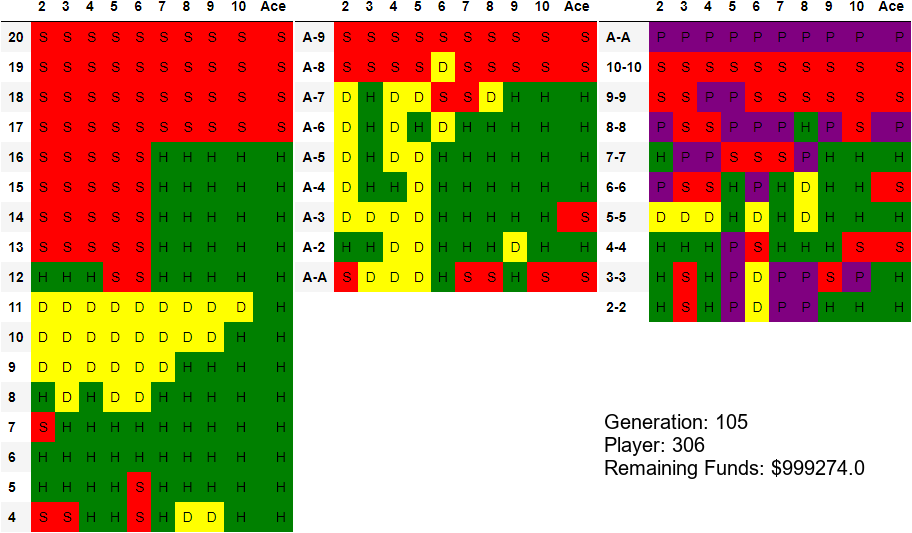 2 3 4 5 6 7 8 9 10 Ace
20 S S S S S S S S S S
19 S S S S S S S S S S
18 S S S S S S S S S S
17 S S S S S S S S S S
16 S S S S S H H H H H
15 S S S S S H H H H H
14 S S S S S H H H H H
13 S S S S S H H H H H
12 H H H S S H H H H H
11 D D D D D D D D D H
10 D D D D D D D D H H
9 D D D D D D H H H H
8 H D H D D H H H H H
7 S H H H H H H H H H
6 H H H H H H H H H H
5 H H H H S H H H H H
4 S S H H S H D D H H
2 3 4 5 6 7 8 9 10 Ace
A-9 S S S S S S S S S S
A-8 S S S S D S S S S S
A-7 D H D D S S D H H H
A-6 D H D H D H H H H H
A-5 D H D D H H H H H H
A-4 D H H D H H H H H H
A-3 D D D D H H H H H S
A-2 H H D D H H H D H H
A-A S D D D H S S H S S
2 3 4 5 6 7 8 9 10 Ace
A-A P P P P P P P P P P
10-10 S S S S S S S S S S
9-9 S S P P S S S S S S
8-8 P S S P P P H P S P
7-7 H P P S S S P H H H
6-6 P S S H P H D H H S
5-5 D D D H D H D H H H
4-4 H H H P S H H H S S
3-3 H S H P D P P S P H
2-2 H S H P D P P H H H
Generation: 105
Player: 306
Remaining Funds: $999274.0